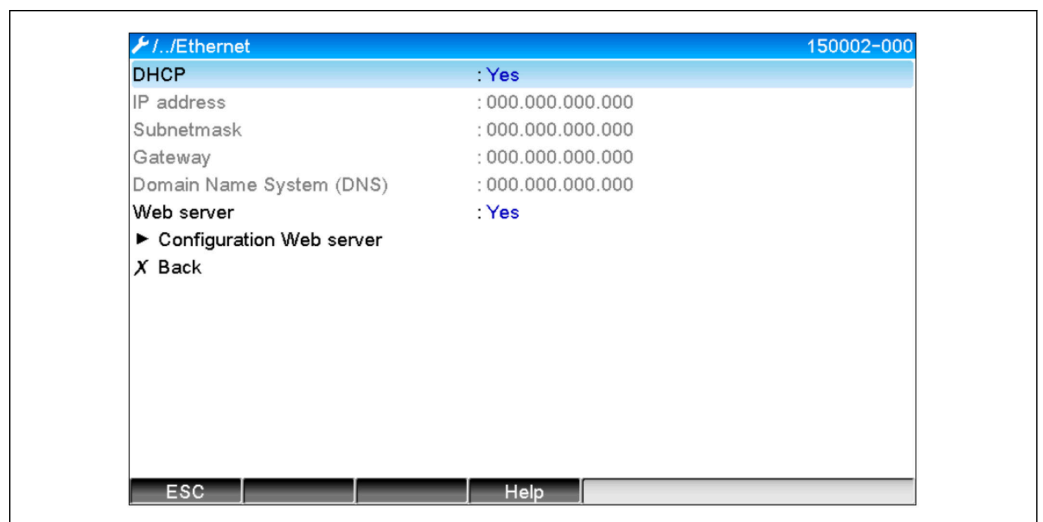 /../Ethernet 150002-000
DHCP : Yes
IP address : 000.000.000.000
Subnetmask : 000.000.000.000
Gateway : 000.000.000.000
Domain Name System (DNS) : 000.000.000.000
Web server : Yes
► Configuration Web server
X Back
ESC Help